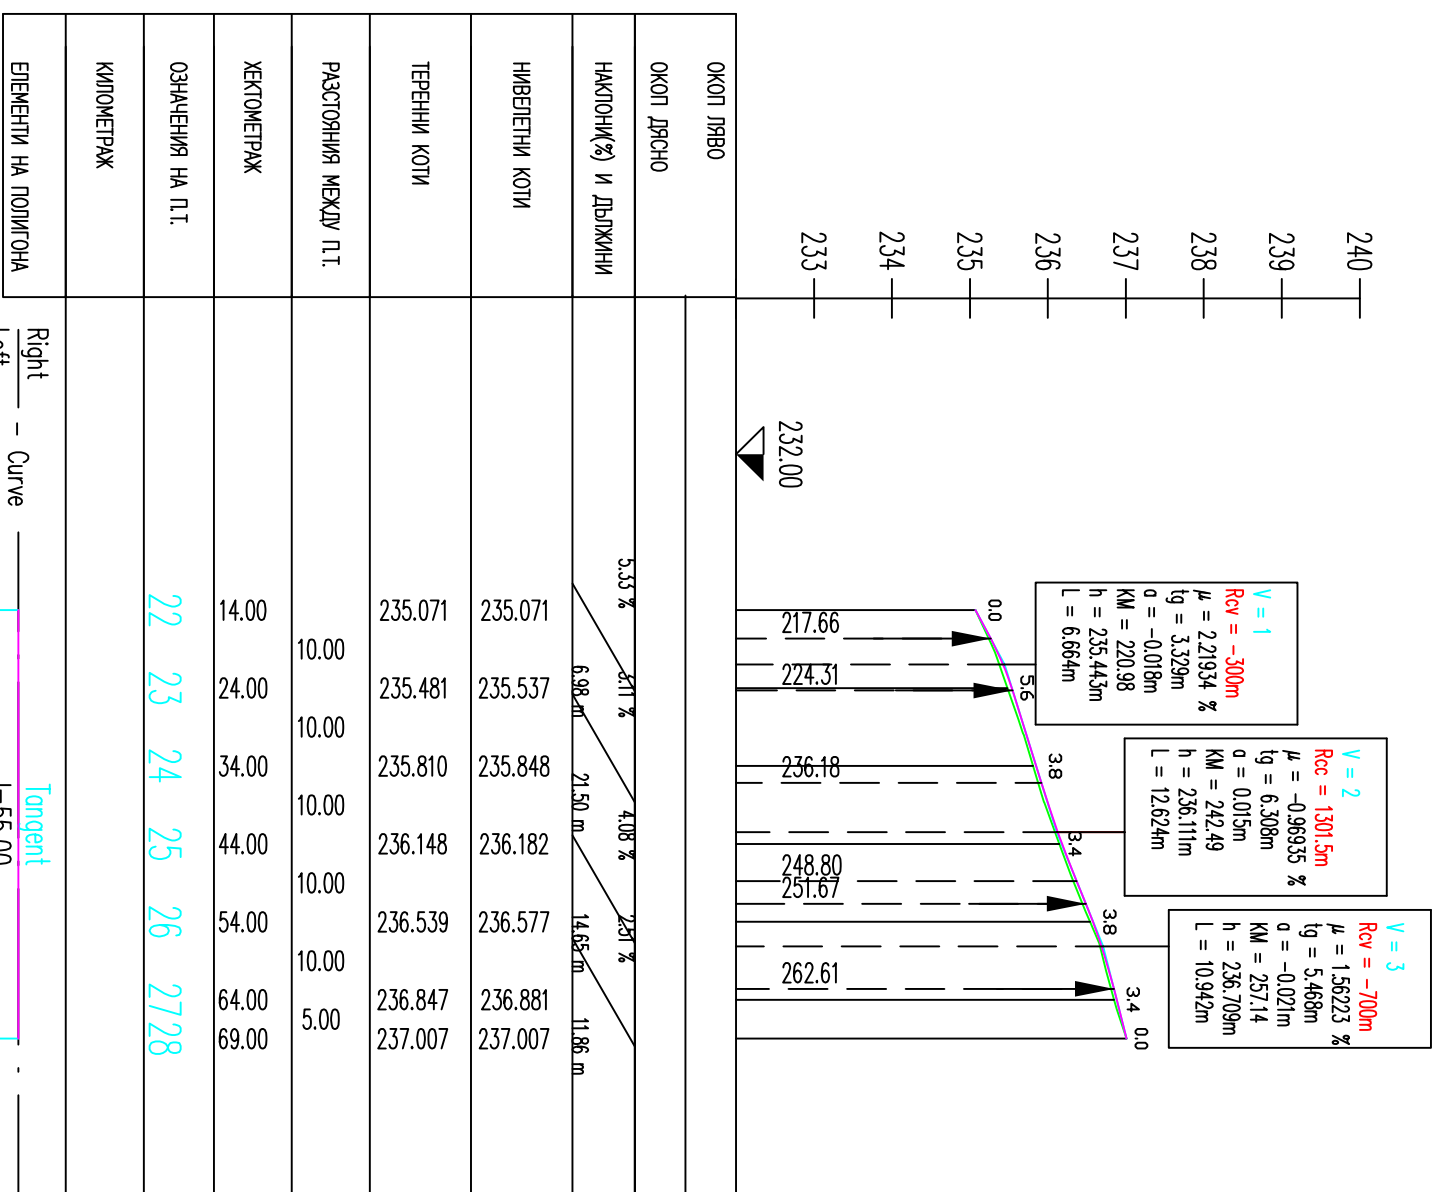 240
239
238
237
236
235
234
233
232.00
V = 1
Rcv = -300m
μ = 2.21934 %
tg = 3.329m
a = -0.018m
KM = 220.98
h = 235.443m
L = 6.664m
V = 2
Rcc = 1301.5m
μ = -0.96935 %
tg = 6.308m
a = 0.015m
KM = 242.49
h = 236.111m
L = 12.624m
V = 3
Rcv = -700m
μ = 1.56223 %
tg = 5.468m
a = -0.021m
KM = 257.14
h = 236.709m
L = 10.942m
0.0
5.6
3.8
3.4
3.8
3.4
0.0
217.66
224.31
236.18
248.80
251.67
262.61
ОКОП ЛЯВО
ОКОП ДЯСНО
НАКЛОНИ(%) И ДЪЛЖИНИ
5.33 %
3.11 %
4.08 %
2.51 %
6.98 m
21.50 m
14.65 m
11.86 m
НИВЕЛЕТНИ КОТИ
235.071 235.537 235.848 236.182 236.577 236.881 237.007
ТЕРЕННИ КОТИ
235.071 235.481 235.810 236.148 236.539 236.847 237.007
РАЗСТОЯНИЯ МЕЖДУ П.Т.
10.00 10.00 10.00 10.00 10.00 5.00
ХЕКТОМЕТРАЖ
14.00 24.00 34.00 44.00 54.00 64.00 69.00
ОЗНАЧЕНИЯ НА П.Т.
22 23 24 25 26 27 28
КИЛОМЕТРАЖ
ЕЛЕМЕНТИ НА ПОЛИГОНА
Right
Left
- Curve
Tangent
L=55.00